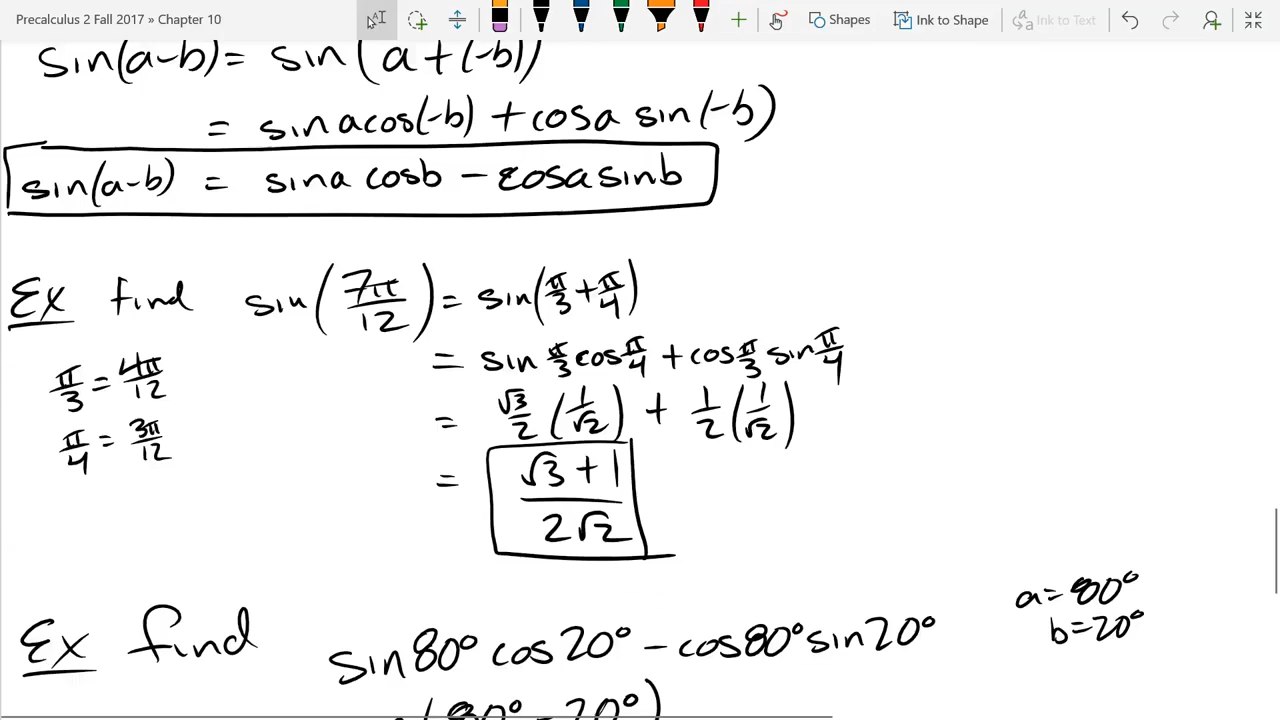 Precalculus 2 Fall 2017 » Chapter 10
Shapes
Ink to Shape
Ink to Text
sin(a-b) = sin(a+(-b))
= sin a cos(-b) + cos a sin(-b)
sin(a-b) = sin a cos b - cos a sin b
Ex find sin(7π/12) = sin(π/3 + π/4)
π/3 = 4π/12
= sin π/3 cos π/4 + cos π/3 sin π/4
π/4 = 3π/12
= √3/2 (1/√2) + 1/2 (1/√2)
= (√3 + 1)/(2√2)
a = 80°
b = 20°
Ex find sin 80° cos 20° - cos 80° sin 20°
(80° - 20°)